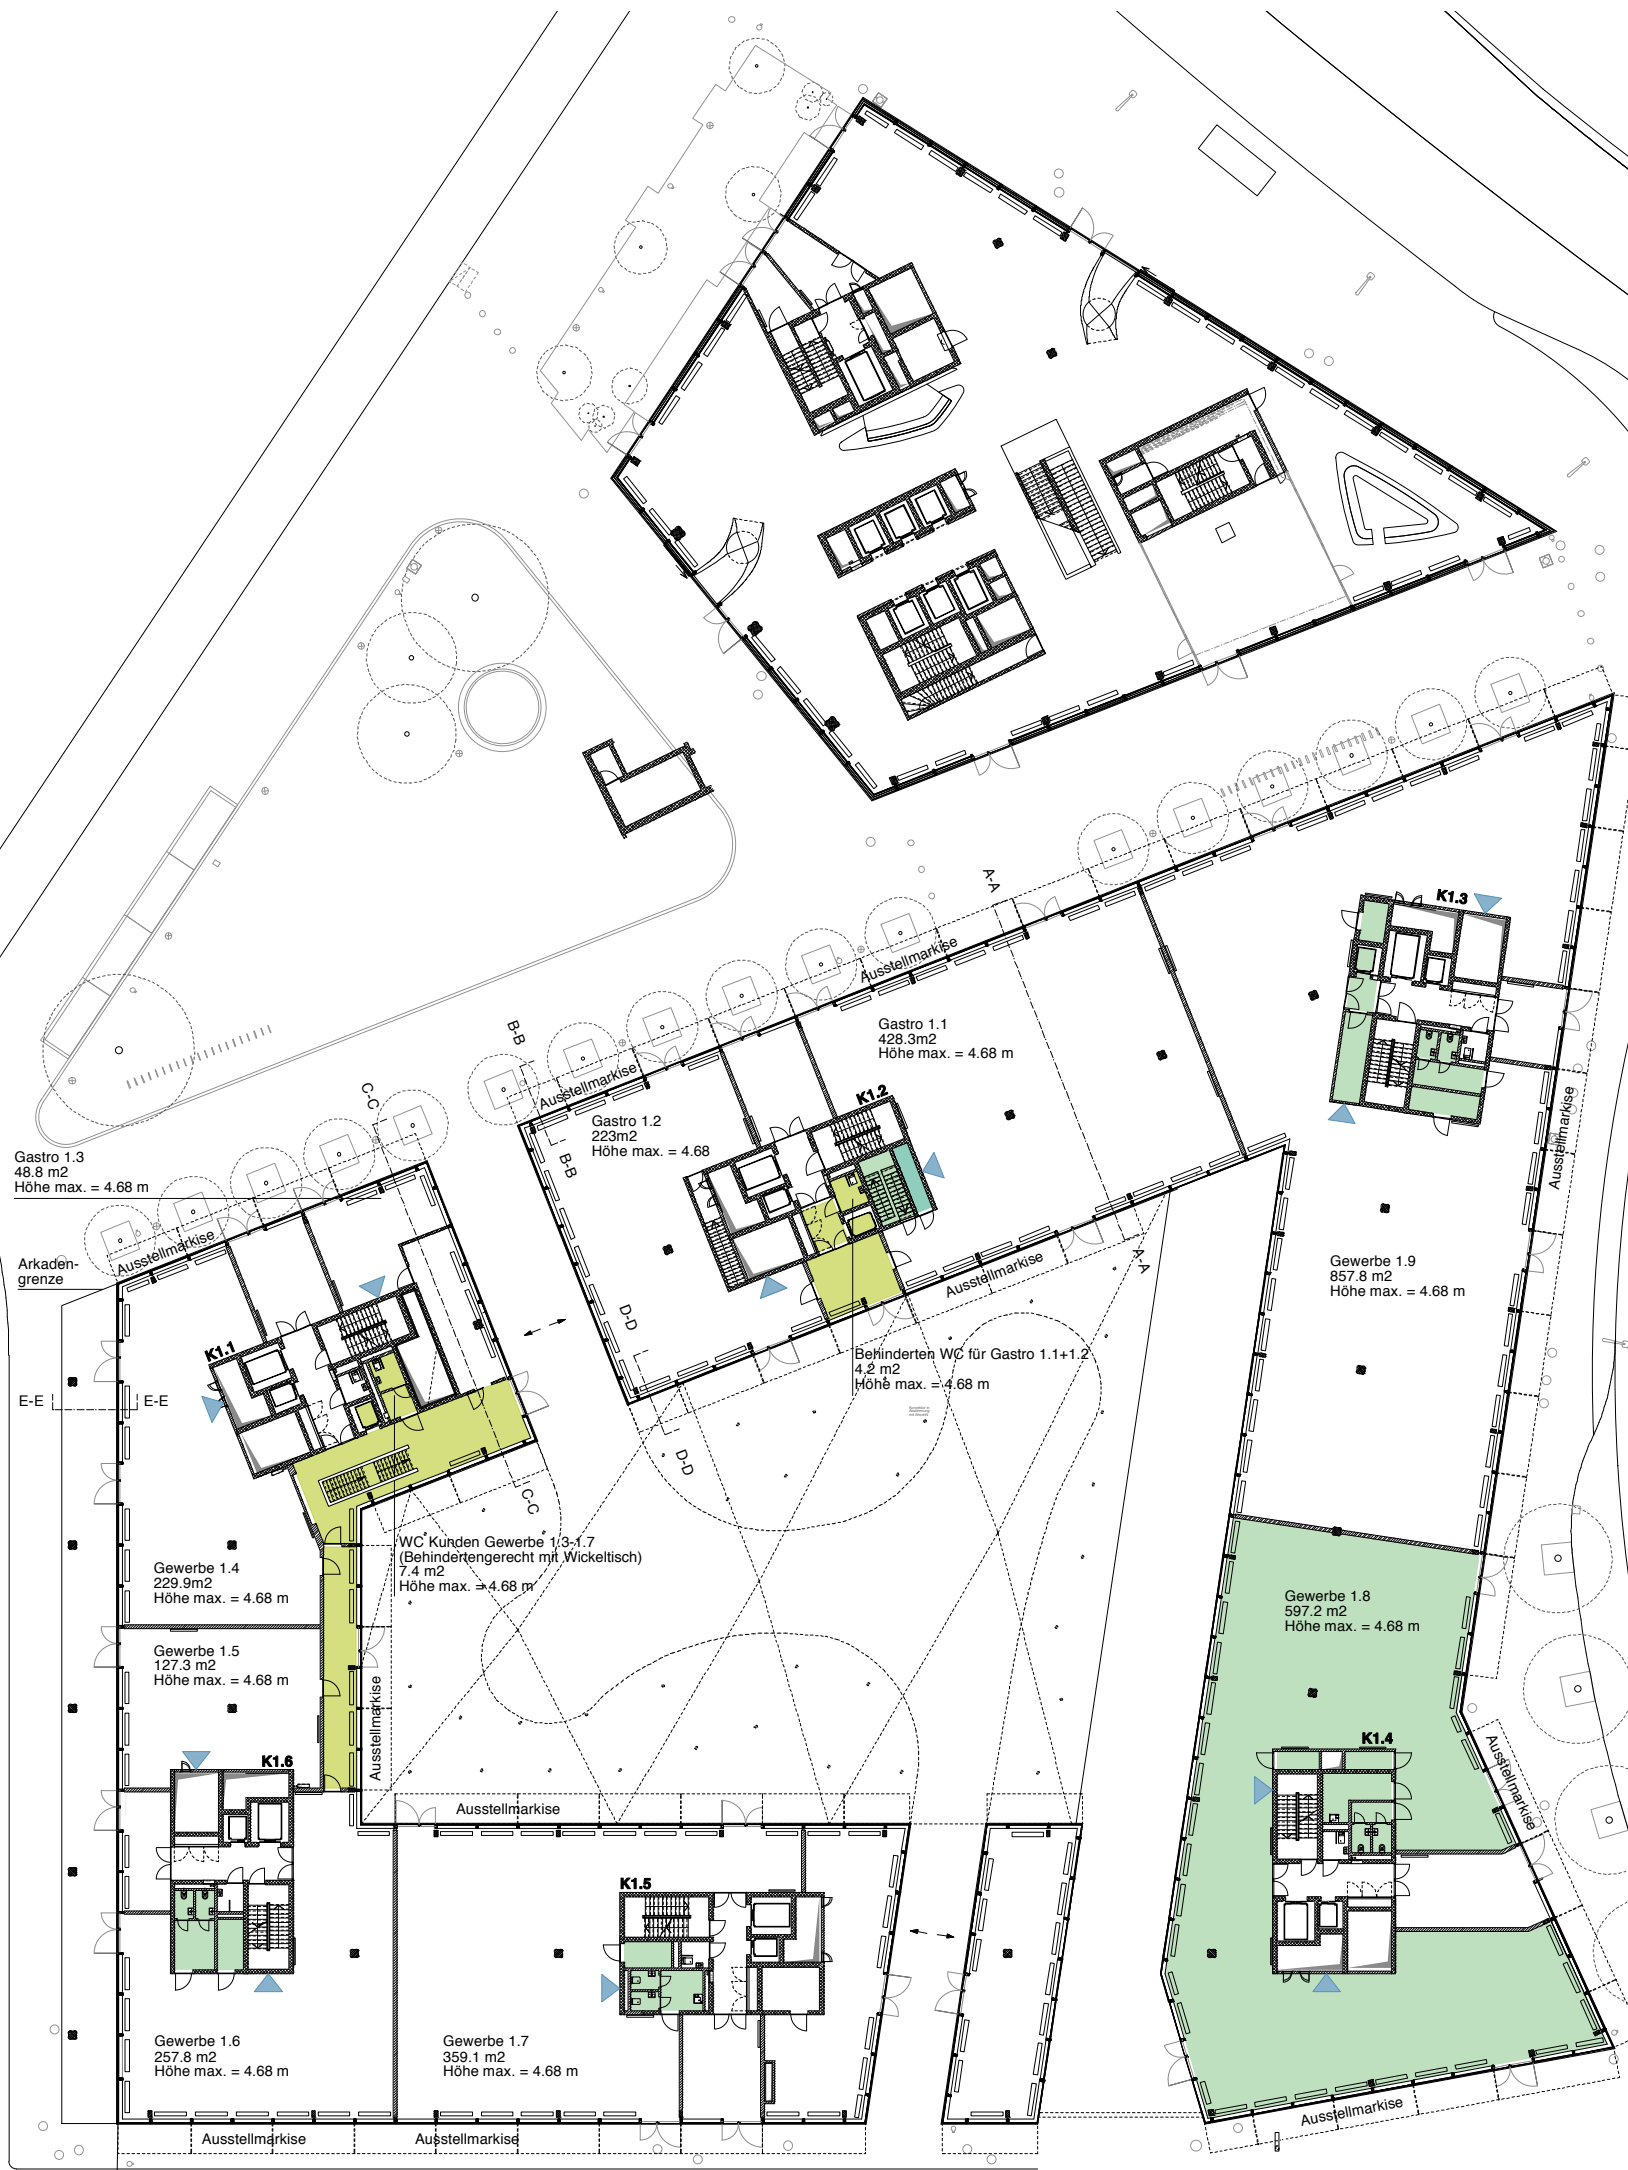 K1.3
A-A
Ausstellmarkise
Gastro 1.1
428.3m2
Höhe max. = 4.68 m
B-B
Ausstellmarkise
K1.2
Gastro 1.2
223m2
Höhe max. = 4.68
B-B
C-C
Ausstellmarkise
Gastro 1.3
48.8 m2
Höhe max. = 4.68 m
Ausstellmarkise
Arkaden-
grenze
A-A
Ausstellmarkise
Gewerbe 1.9
857.8 m2
Höhe max. = 4.68 m
D-D
K1.1
Behinderten WC für Gastro 1.1+1.2
4.2 m2
Höhe max. = 4.68 m
E-E
E-E
D-D
C-C
WC Kunden Gewerbe 1.3-1.7
(Behindertengerecht mit Wickeltisch)
7.4 m2
Höhe max. = 4.68 m
Gewerbe 1.4
229.9m2
Höhe max. = 4.68 m
Gewerbe 1.8
597.2 m2
Höhe max. = 4.68 m
Gewerbe 1.5
127.3 m2
Höhe max. = 4.68 m
Ausstellmarkise
K1.6
K1.4
Ausstellmarkise
Ausstellmarkise
K1.5
Gewerbe 1.6
257.8 m2
Höhe max. = 4.68 m
Gewerbe 1.7
359.1 m2
Höhe max. = 4.68 m
Ausstellmarkise
Ausstellmarkise
Ausstellmarkise